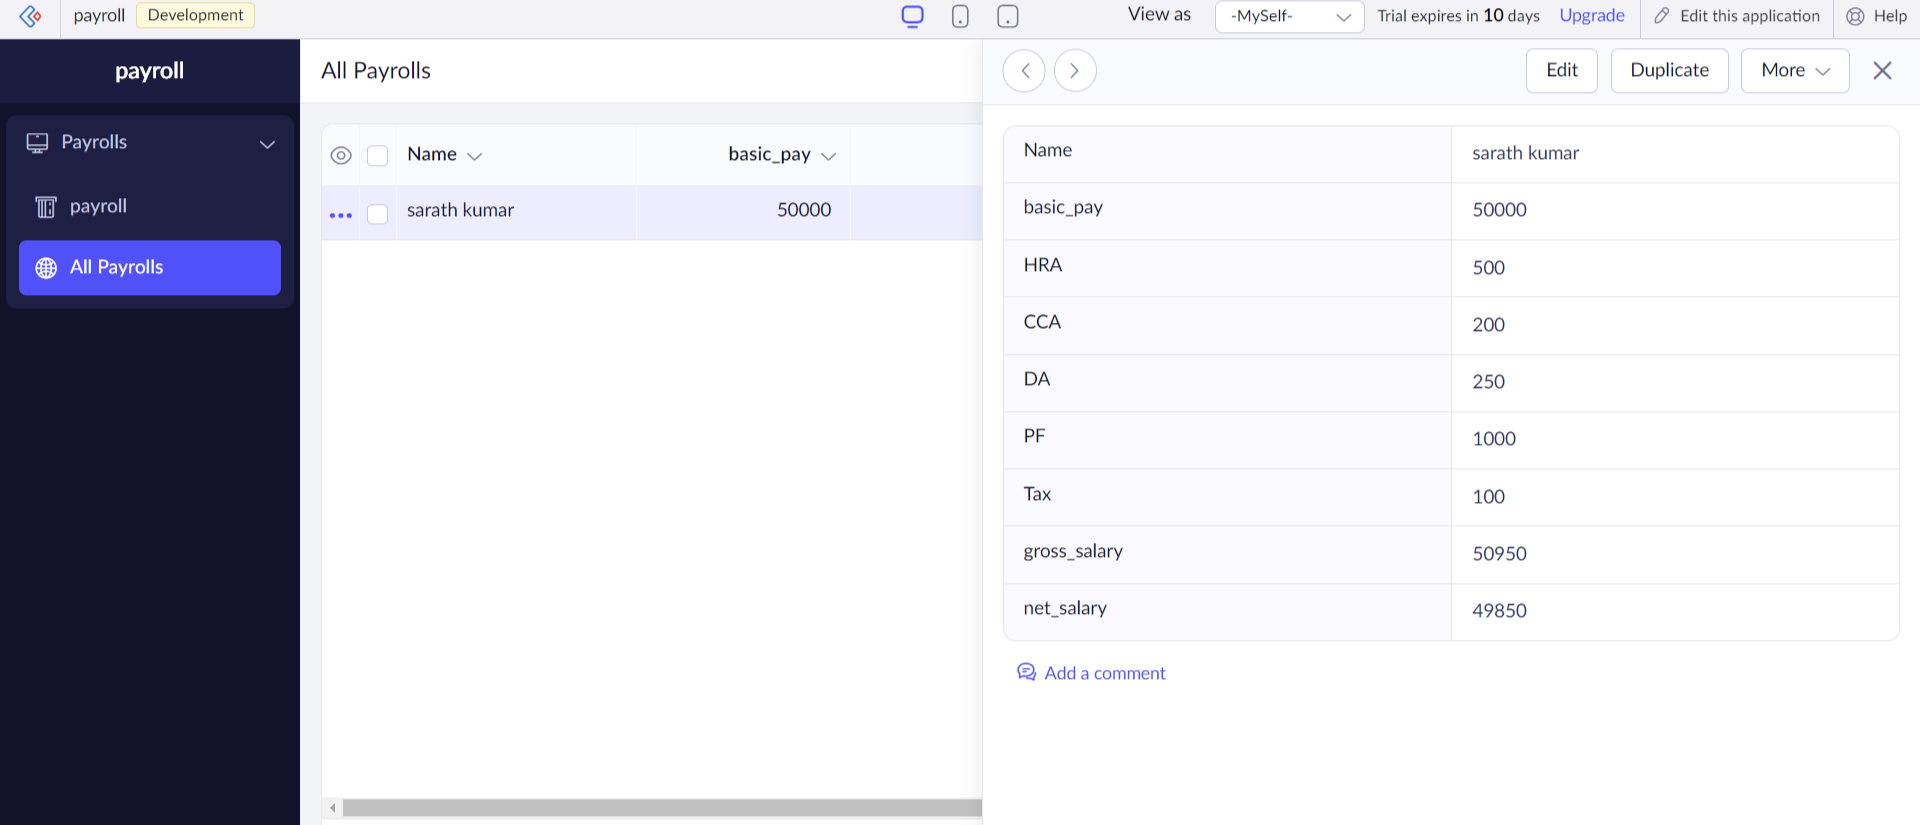 payroll Development View as -MySelf- Trial expires in 10 days Upgrade Edit this application Help
payroll
Payrolls
payroll
All Payrolls
All Payrolls
Name basic_pay
sarath kumar 50000
Edit Duplicate More
Name sarath kumar
basic_pay 50000
HRA 500
CCA 200
DA 250
PF 1000
Tax 100
gross_salary 50950
net_salary 49850
Add a comment